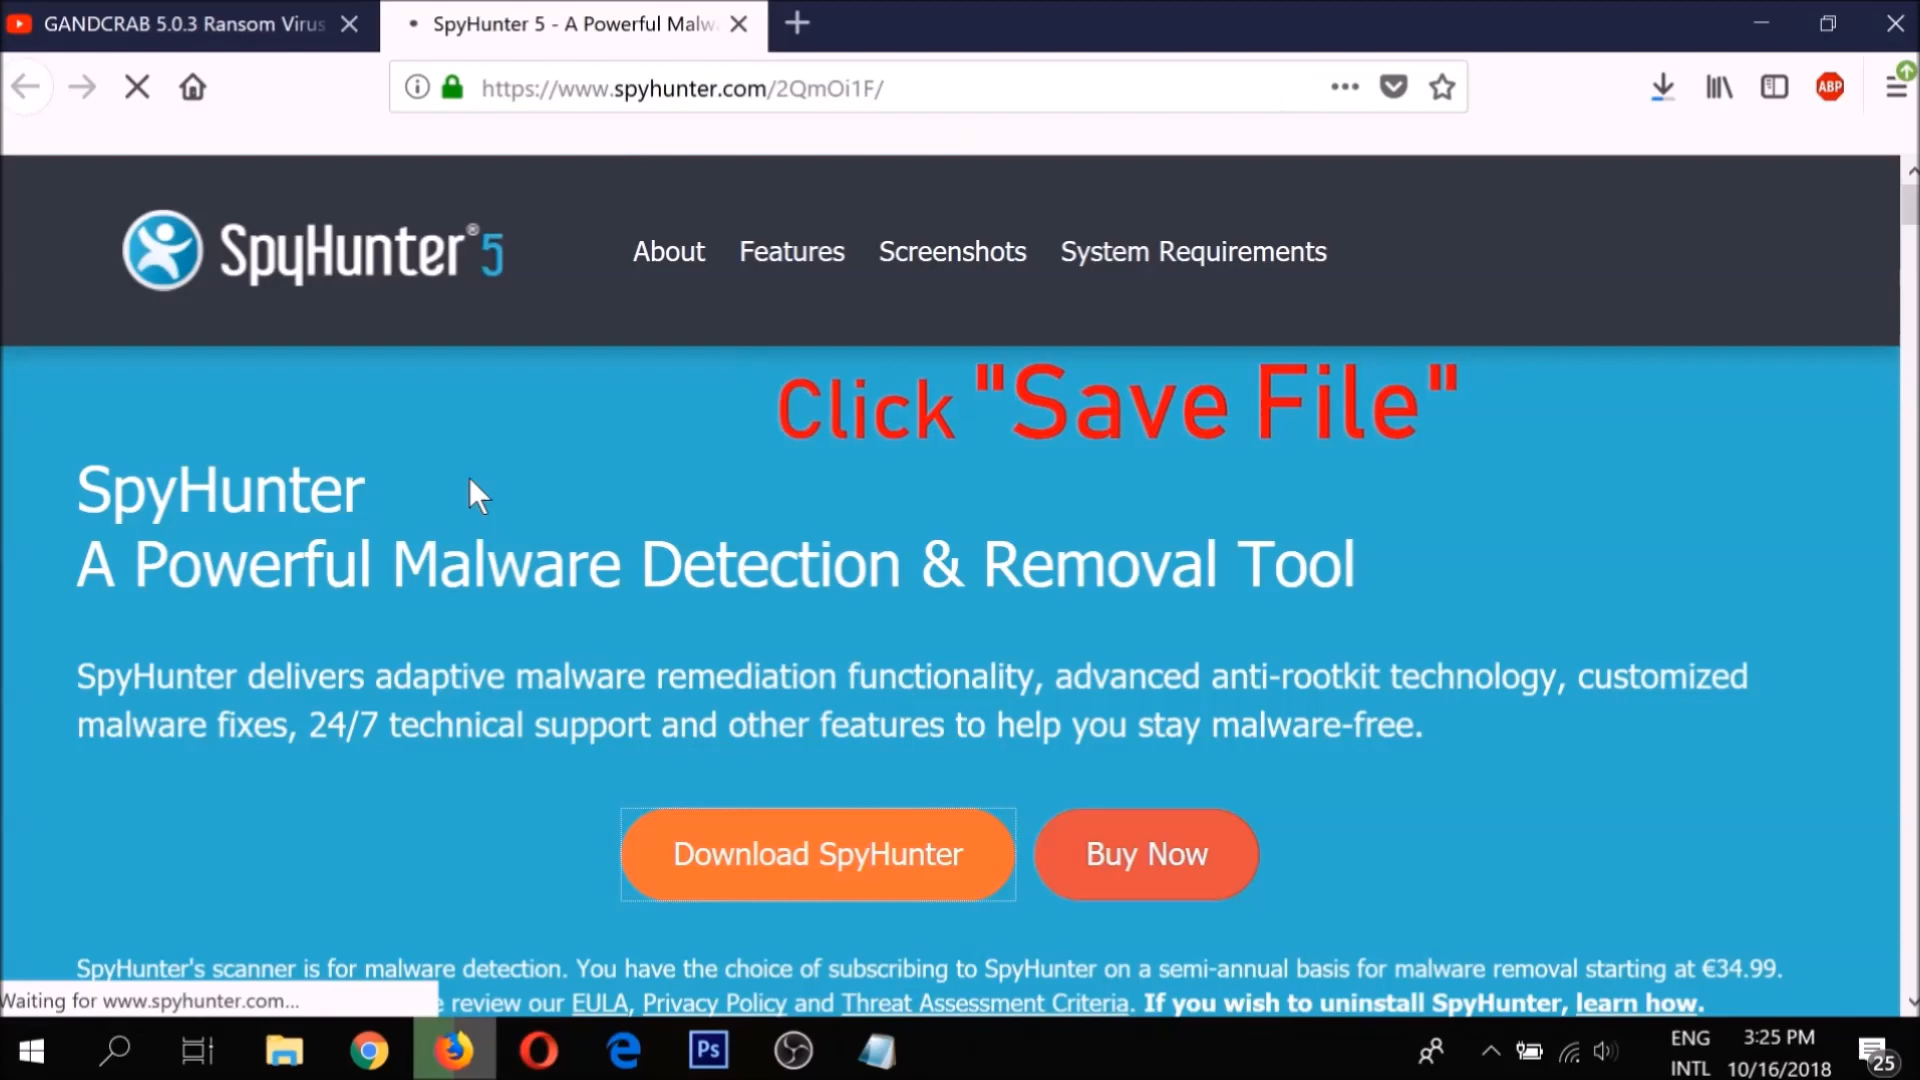 GANDCRAB 5.0.3 Ransom Virus
SpyHunter 5 - A Powerful Malw
https://www.spyhunter.com/2QmOi1F/
ABP
SpyHunter® 5
About Features Screenshots System Requirements
Click "Save File"
SpyHunter
A Powerful Malware Detection & Removal Tool
SpyHunter delivers adaptive malware remediation functionality, advanced anti-rootkit technology, customized
malware fixes, 24/7 technical support and other features to help you stay malware-free.
Download SpyHunter Buy Now
SpyHunter's scanner is for malware detection. You have the choice of subscribing to SpyHunter on a semi-annual basis for malware removal starting at €34.99.
Waiting for www.spyhunter.com... e review our EULA, Privacy Policy and Threat Assessment Criteria. If you wish to uninstall SpyHunter, learn how.
Ps
ENG 3:25 PM
INTL 10/16/2018 25